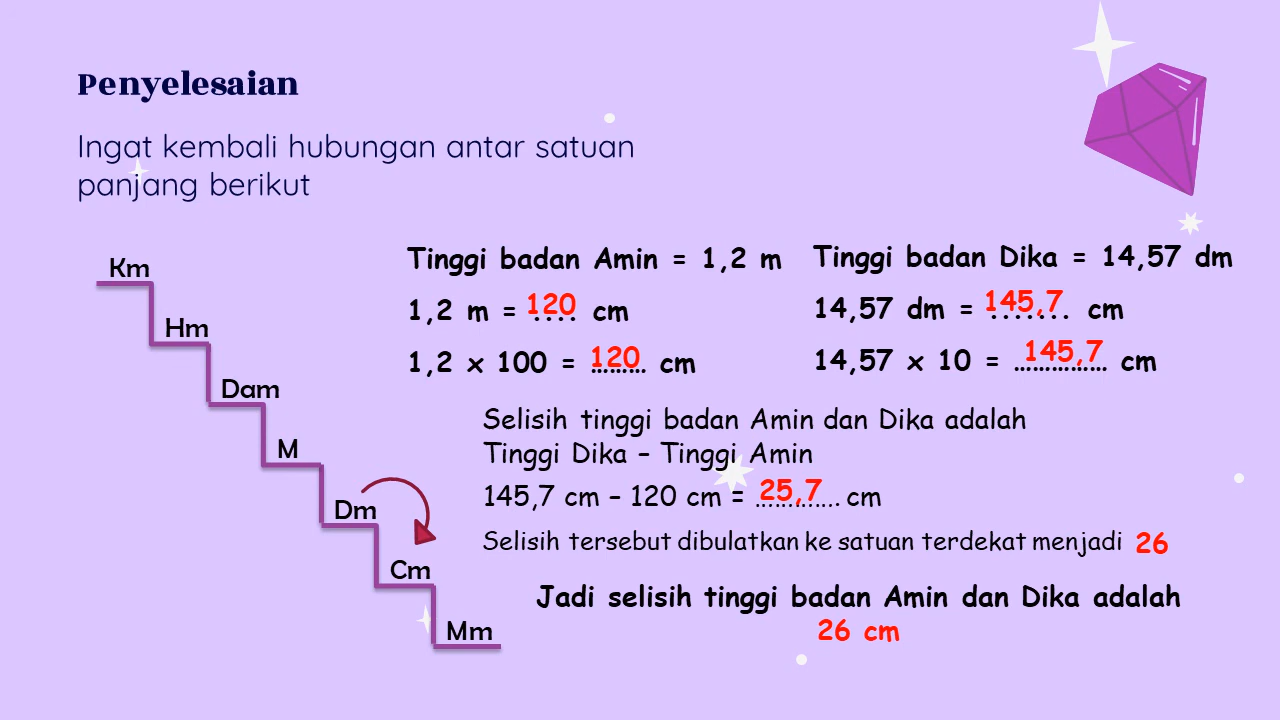 Penyelesaian
Ingat kembali hubungan antar satuan
panjang berikut
Km
Hm
Dam
M
Dm
Cm
Mm
Tinggi badan Amin = 1,2 m
1,2 m = 120 .... cm
1,2 x 100 = 120 ……… cm
Tinggi badan Dika = 14,57 dm
14,57 dm = 145,7 ....... cm
14,57 x 10 = 145,7 …………… cm
Selisih tinggi badan Amin dan Dika adalah
Tinggi Dika – Tinggi Amin
145,7 cm – 120 cm = 25,7 …………. cm
Selisih tersebut dibulatkan ke satuan terdekat menjadi 26
Jadi selisih tinggi badan Amin dan Dika adalah
26 cm